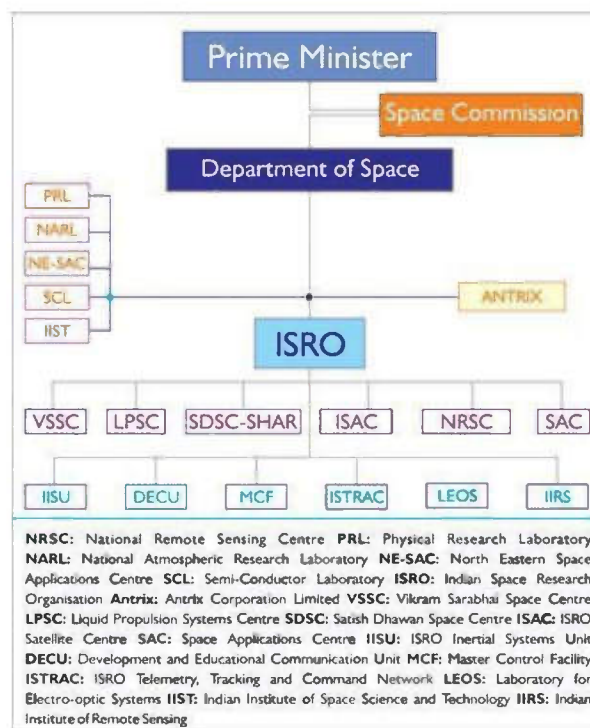 Prime Minister
Space Commission
Department of Space
PRL
NARL
NE-SAC
SCL
IIST
ANTRIX
ISRO
VSSC LPSC SDSC-SHAR ISAC NRSC SAC
IISU DECU MCF ISTRAC LEOS IIRS
NRSC: National Remote Sensing Centre PRL: Physical Research Laboratory
NARL: National Atmospheric Research Laboratory NE-SAC: North Eastern Space
Applications Centre SCL: Semi-Conductor Laboratory ISRO: Indian Space Research
Organisation Antrix: Antrix Corporation Limited VSSC: Vikram Sarabhai Space Centre
LPSC: Liquid Propulsion Systems Centre SDSC: Satish Dhawan Space Centre ISAC: ISRO
Satellite Centre SAC: Space Applications Centre IISU: ISRO Inertial Systems Unit
DECU: Development and Educational Communication Unit MCF: Master Control Facility
ISTRAC: ISRO Telemetry, Tracking and Command Network LEOS: Laboratory for
Electro-optic Systems IIST: Indian Institute of Space Science and Technology IIRS: Indian
Institute of Remote Sensing